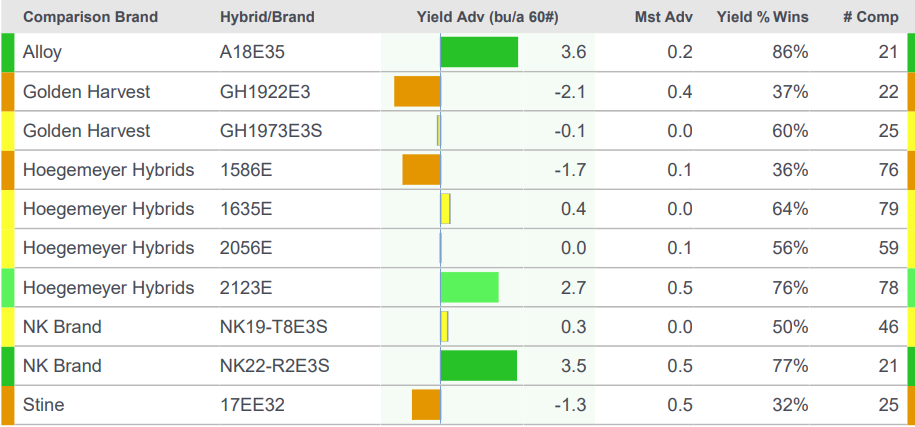 Comparison Brand Hybrid/Brand Yield Adv (bu/a 60#) Mst Adv Yield % Wins # Comp
Alloy A18E35 3.6 0.2 86% 21
Golden Harvest GH1922E3 -2.1 0.4 37% 22
Golden Harvest GH1973E3S -0.1 0.0 60% 25
Hoegemeyer Hybrids 1586E -1.7 0.1 36% 76
Hoegemeyer Hybrids 1635E 0.4 0.0 64% 79
Hoegemeyer Hybrids 2056E 0.0 0.1 56% 59
Hoegemeyer Hybrids 2123E 2.7 0.5 76% 78
NK Brand NK19-T8E3S 0.3 0.0 50% 46
NK Brand NK22-R2E3S 3.5 0.5 77% 21
Stine 17EE32 -1.3 0.5 32% 25